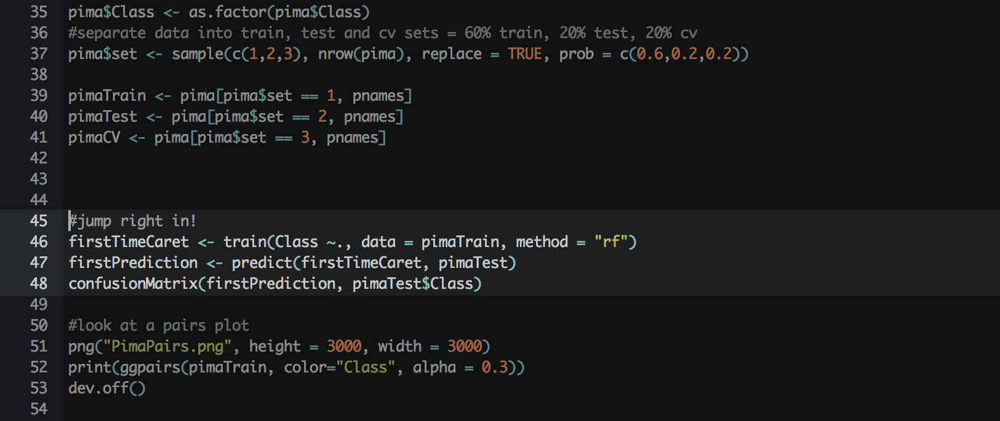 35 pima$Class <- as.factor(pima$Class)
36 #separate data into train, test and cv sets = 60% train, 20% test, 20% cv
37 pima$set <- sample(c(1,2,3), nrow(pima), replace = TRUE, prob = c(0.6,0.2,0.2))
38
39 pimaTrain <- pima[pima$set == 1, pnames]
40 pimaTest <- pima[pima$set == 2, pnames]
41 pimaCV <- pima[pima$set == 3, pnames]
42
43
44
45 #jump right in!
46 firstTimeCaret <- train(Class ~., data = pimaTrain, method = "rf")
47 firstPrediction <- predict(firstTimeCaret, pimaTest)
48 confusionMatrix(firstPrediction, pimaTest$Class)
49
50 #look at a pairs plot
51 png("PimaPairs.png", height = 3000, width = 3000)
52 print(ggpairs(pimaTrain, color="Class", alpha = 0.3))
53 dev.off()
54